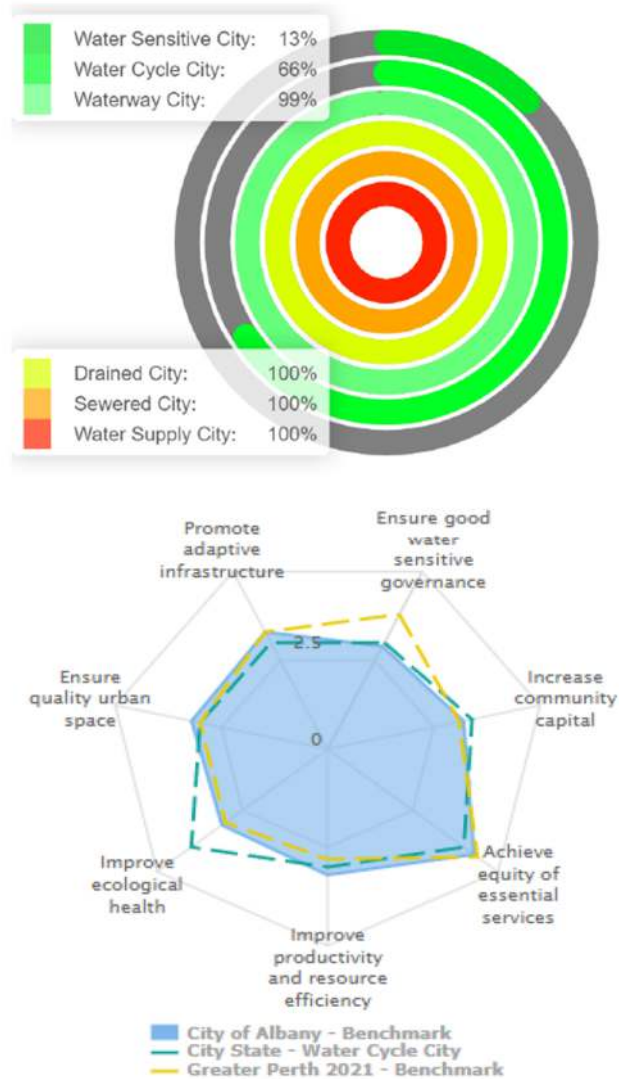 Water Sensitive City: 13%
Water Cycle City: 66%
Waterway City: 99%
Drained City: 100%
Sewered City: 100%
Water Supply City: 100%
Promote
adaptive
infrastructure
Ensure good
water
sensitive
governance
2.5
Ensure
quality urban
space
Increase
community
capital
0
Improve
ecological
health
Achieve
equity of
essential
services
Improve
productivity
and resource
efficiency
City of Albany - Benchmark
City State - Water Cycle City
Greater Perth 2021 - Benchmark